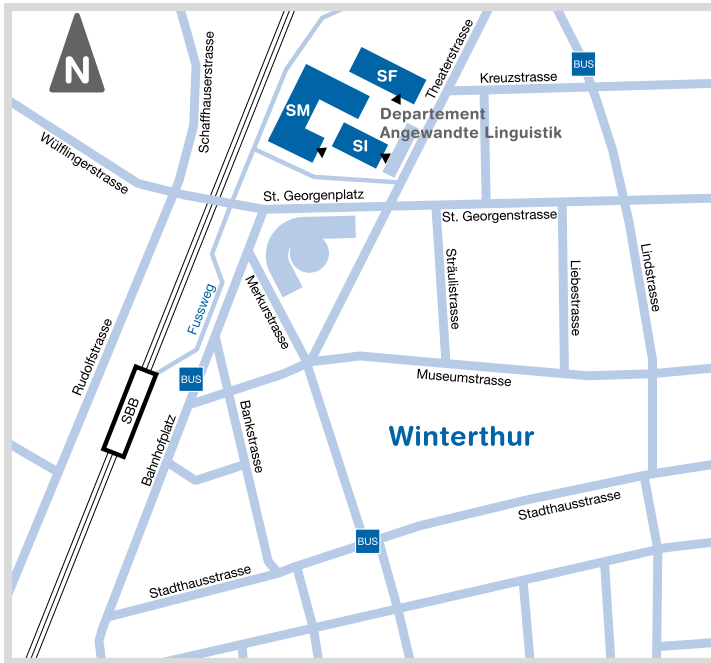 N
Schaffhauserstrasse
Theaterstrasse
BUS
SF
Kreuzstrasse
SM
Departement
Angewandte Linguistik
SI
Wülflingerstrasse
St. Georgenplatz
St. Georgenstrasse
Sträulistrasse
Liebestrasse
Lindstrasse
Merkurstrasse
Fussweg
Rudolfstrasse
BUS
Museumstrasse
SBB
Bahnhofplatz
Bankstrasse
Winterthur
Stadthausstrasse
BUS
Stadthausstrasse